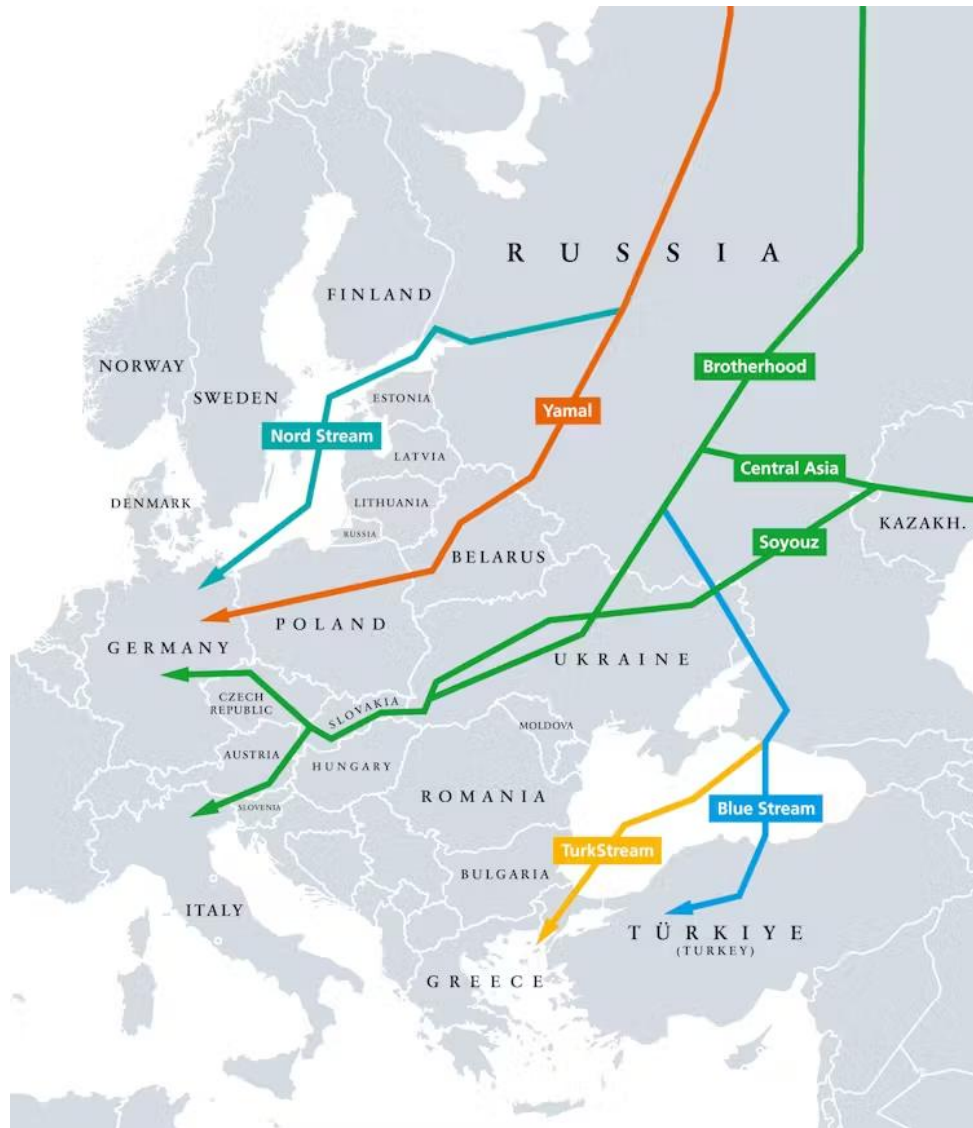 RUSSIA
FINLAND
Brotherhood
NORWAY
SWEDEN
ESTONIA
Yamal
Nord Stream
LATVIA
Central Asia
DENMARK
LITHUANIA
KAZAKH.
RUSSIA
Soyouz
BELARUS
POLAND
GERMANY
UKRAINE
CZECH
REPUBLIC
SLOVAKIA
MOLDOVA
AUSTRIA
HUNGARY
ROMANIA
SLOVENIA
Blue Stream
TurkStream
BULGARIA
ITALY
TÜRKIYE
(TURKEY)
GREECE